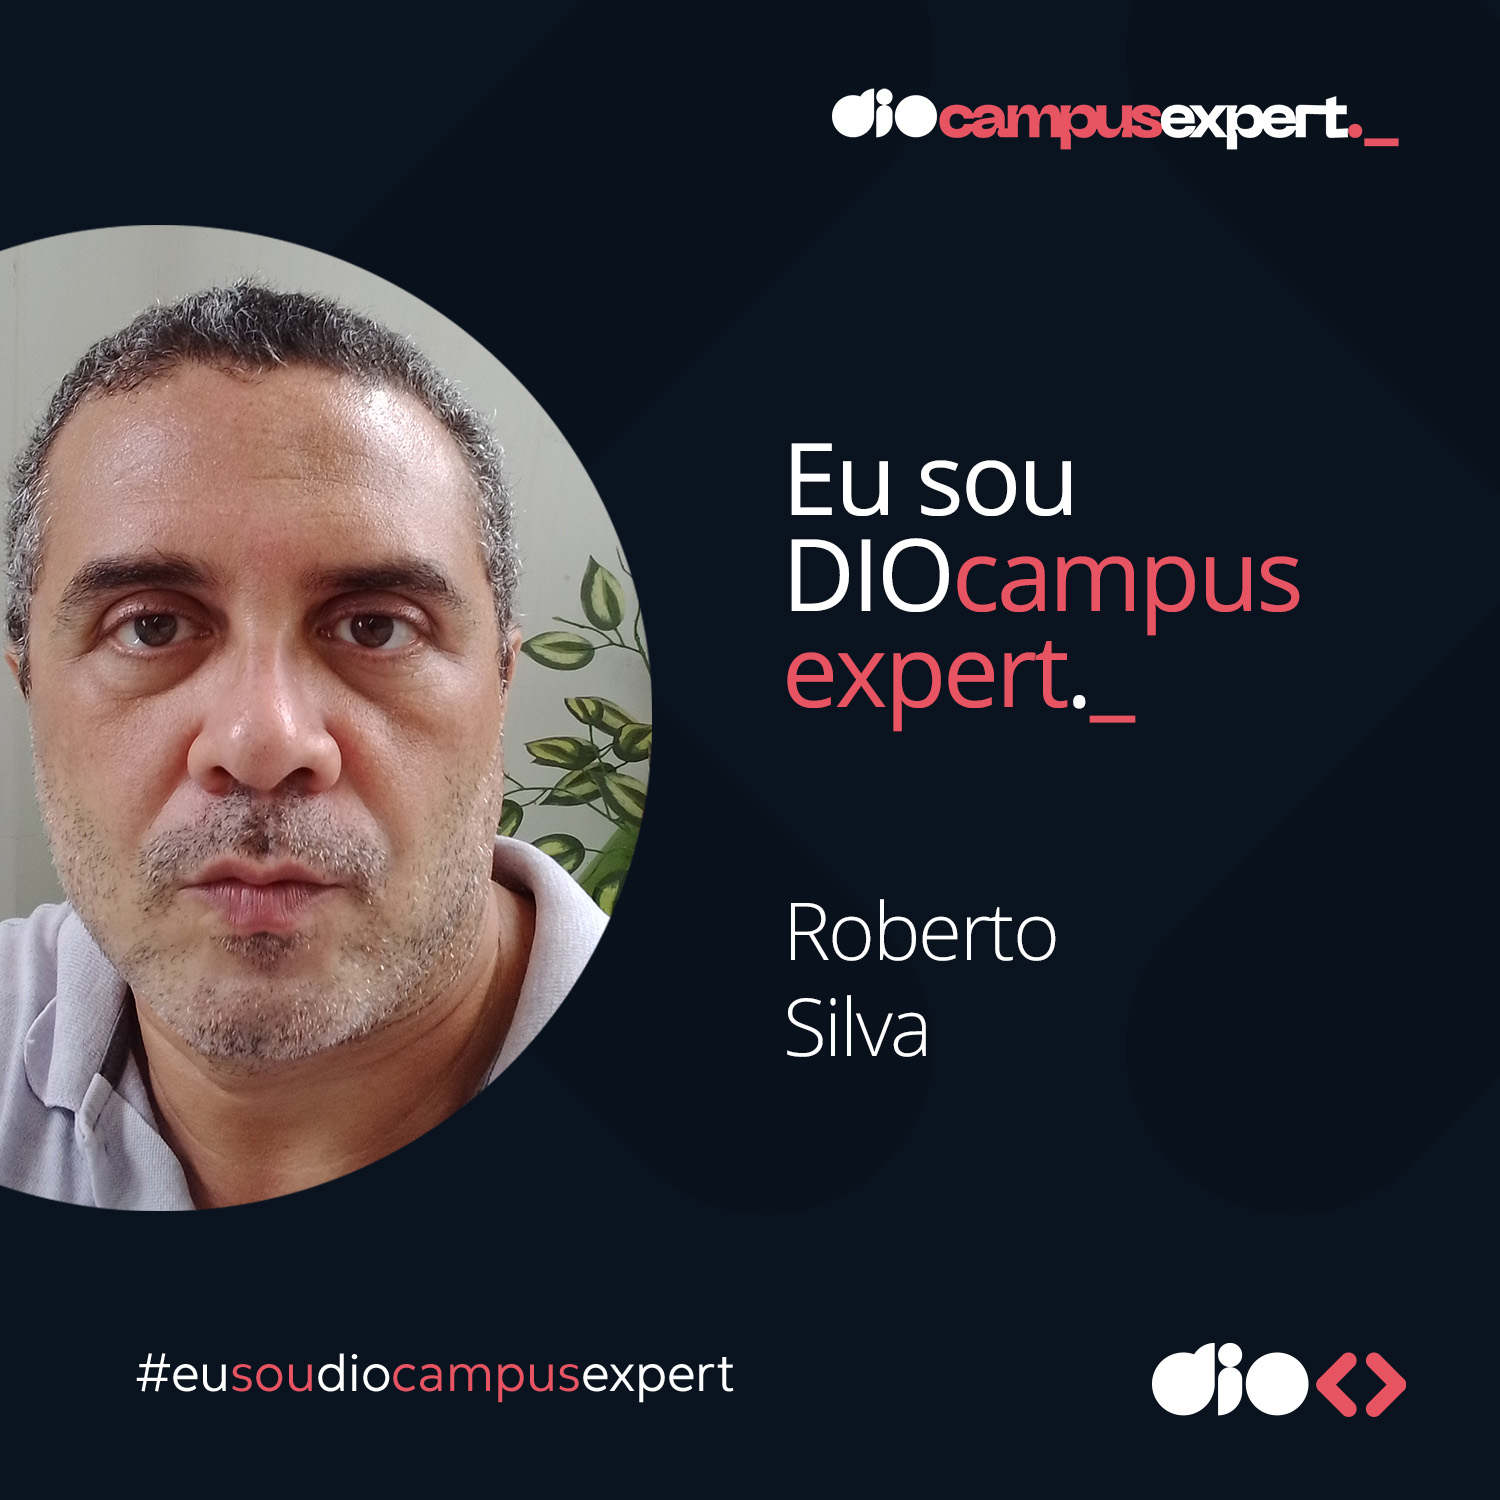 diocampusexpert._
Eu sou
DIOcampus
expert._
Roberto
Silva
#eusoudiocampusexpert
dio<>